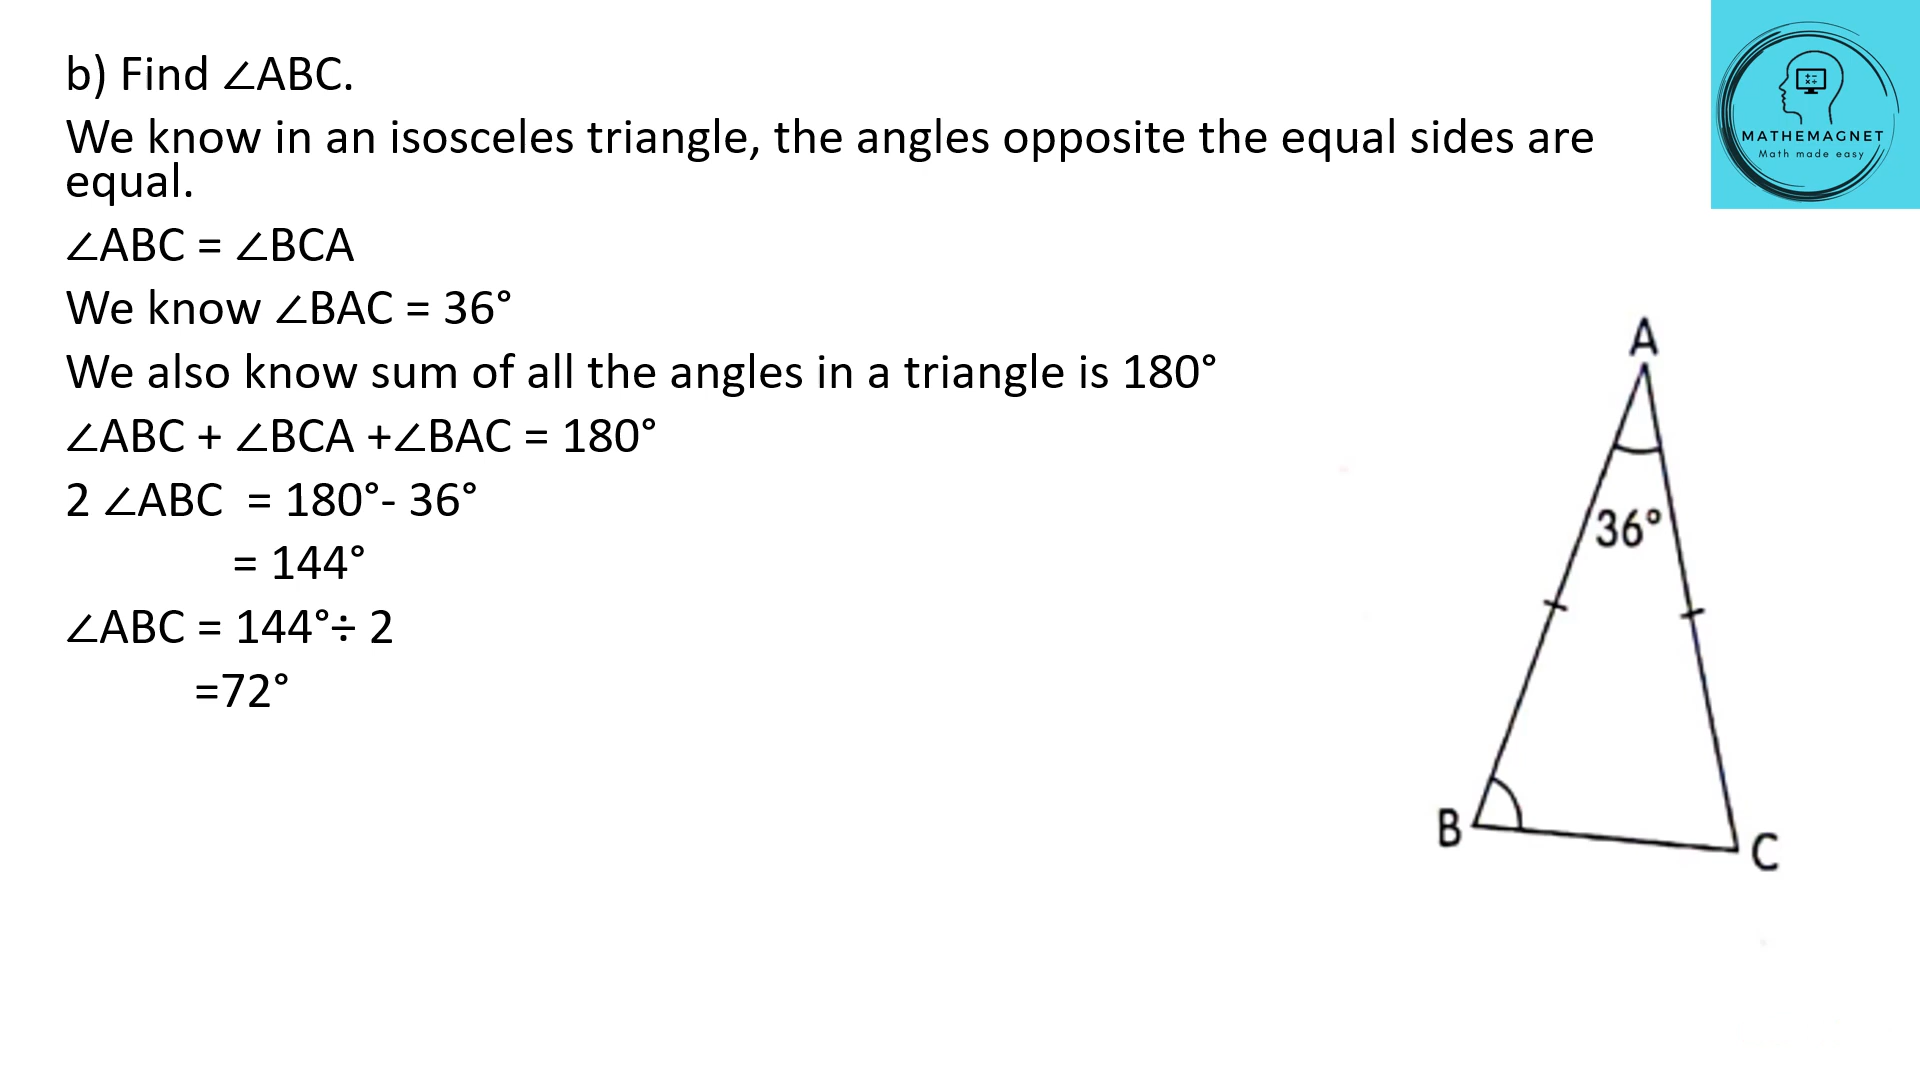 b) Find ∠ABC.
We know in an isosceles triangle, the angles opposite the equal sides are
equal.
∠ABC = ∠BCA
We know ∠BAC = 36°
We also know sum of all the angles in a triangle is 180°
∠ABC + ∠BCA +∠BAC = 180°
2 ∠ABC  = 180°- 36°
= 144°
∠ABC = 144°÷ 2
=72°
MATHEMAGNET
Math made easy
A
36°
B
C